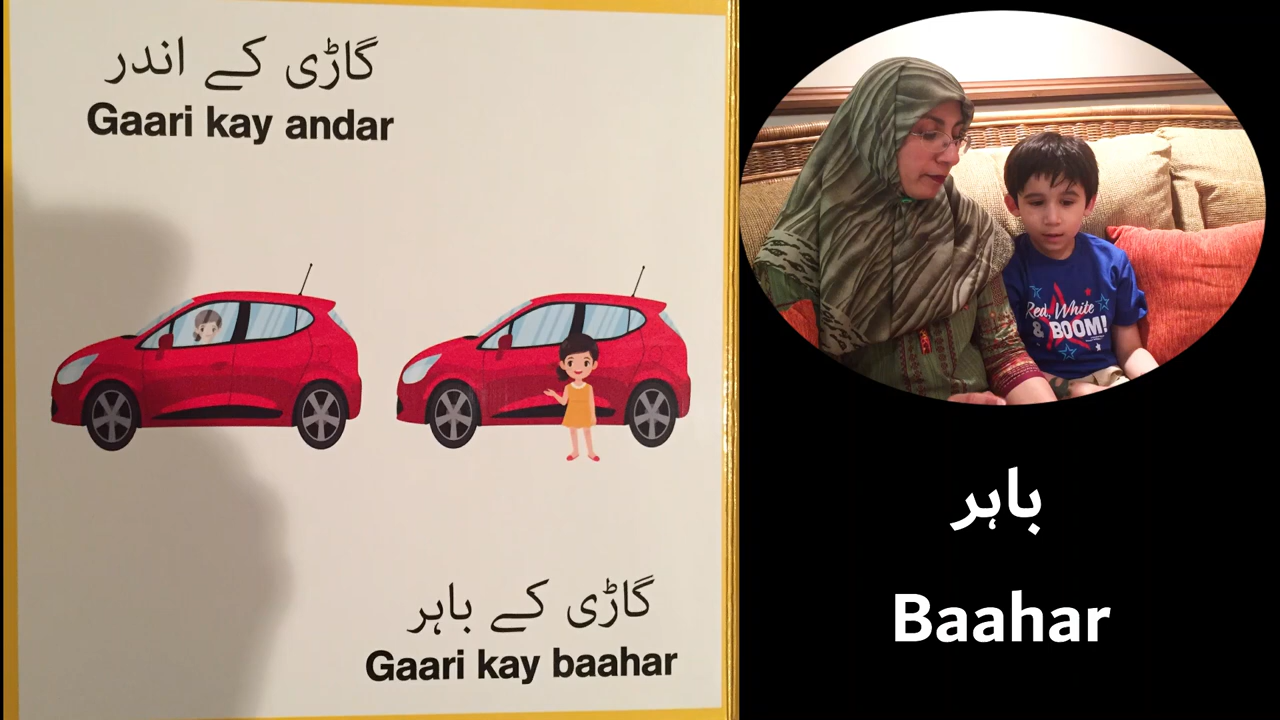 گاڑی کے اندر
Gaari kay andar
گاڑی کے باہر
Gaari kay baahar
Red, White
& BOOM!
باہر
Baahar